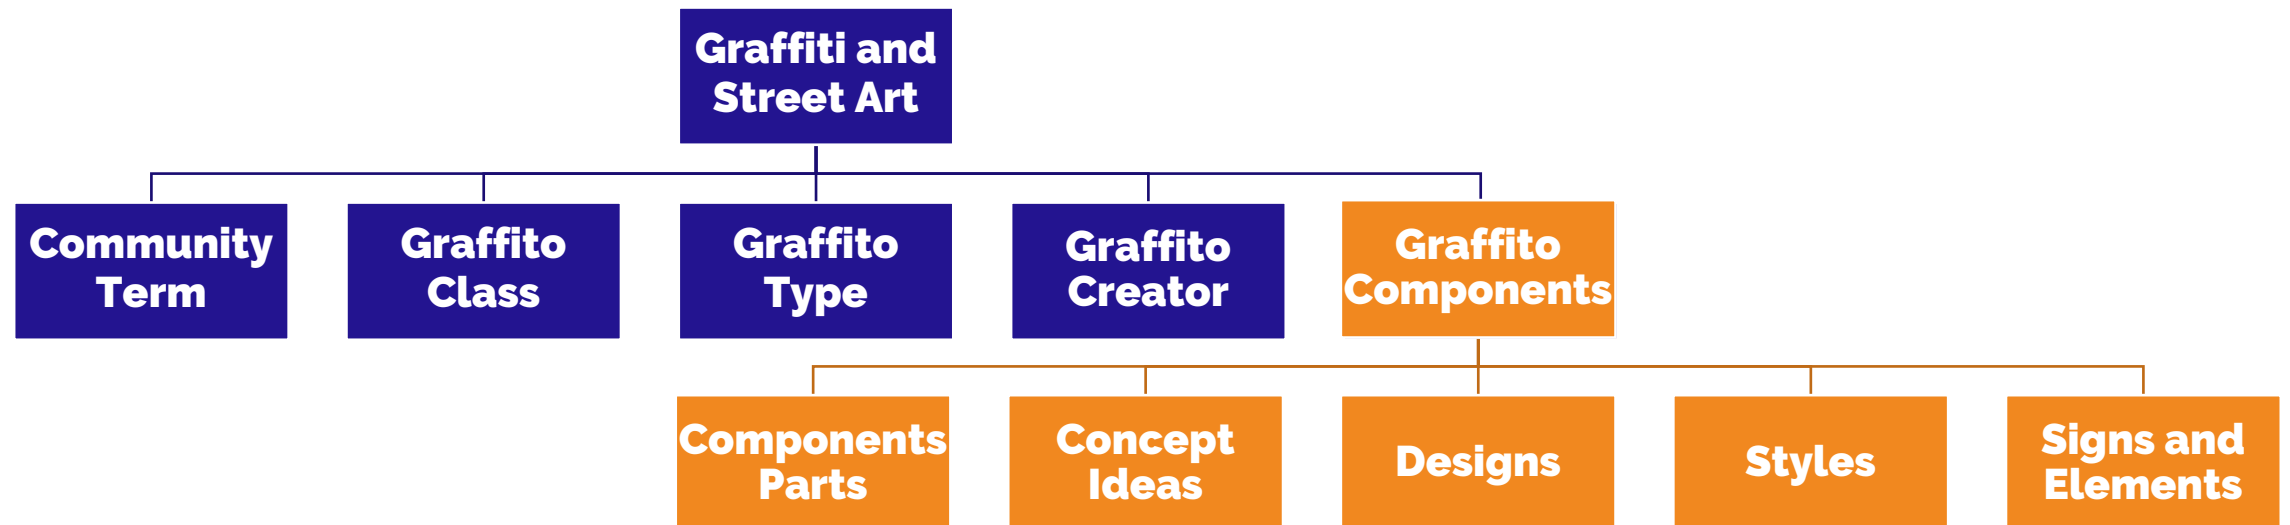 Graffiti and
Street Art
Community
Term
Graffito
Class
Graffito
Type
Graffito
Creator
Graffito
Components
Components
Parts
Concept
Ideas
Designs
Styles
Signs and
Elements